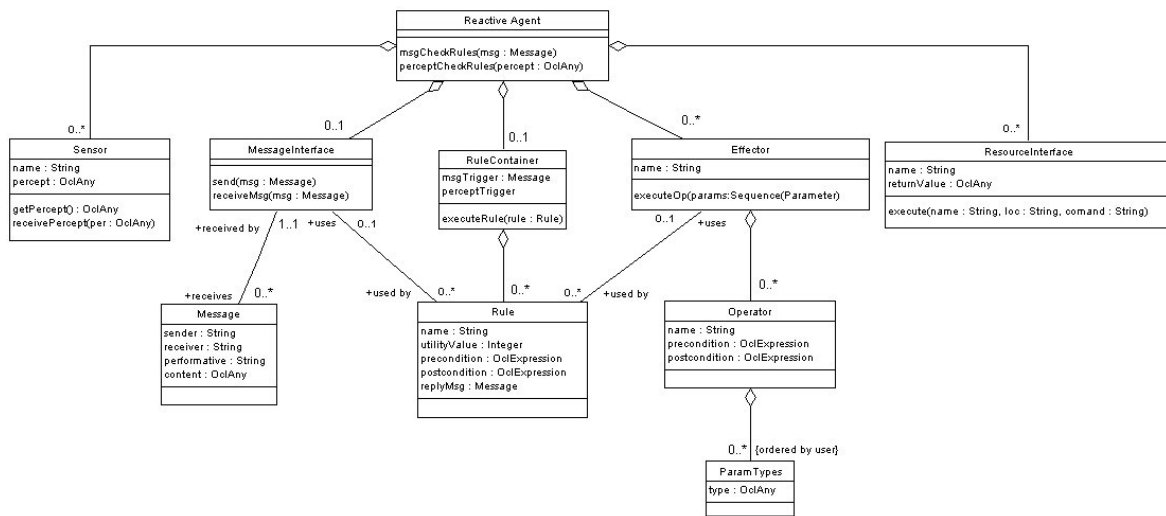 Reactive Agent
msgCheckRules(msg : Message)
perceptCheckRules(percept : OclAny)
0..*
0..1
0..1
0..*
0..*
Sensor
name : String
percept : OclAny
getPercept() : OclAny
receivePercept(per : OclAny)
MessageInterface
send(msg : Message)
receiveMsg(msg : Message)
RuleContainer
msgTrigger : Message
perceptTrigger
executeRule(rule : Rule)
Effector
name : String
executeOp(params:Sequence(Parameter)
ResourceInterface
name : String
returnValue : OclAny
execute(name : String, loc : String, comand : String)
+received by
1..1
+uses
0..1
0..1
+uses
+receives
0..*
+used by
0..*
0..*
0..*
+used by
0..*
Message
sender : String
receiver : String
performative : String
content : OclAny
Rule
name : String
utilityValue : Integer
precondition : OclExpression
postcondition : OclExpression
replyMsg : Message
Operator
name : String
precondition : OclExpression
postcondition : OclExpression
0..*
{ordered by user}
ParamTypes
type : OclAny